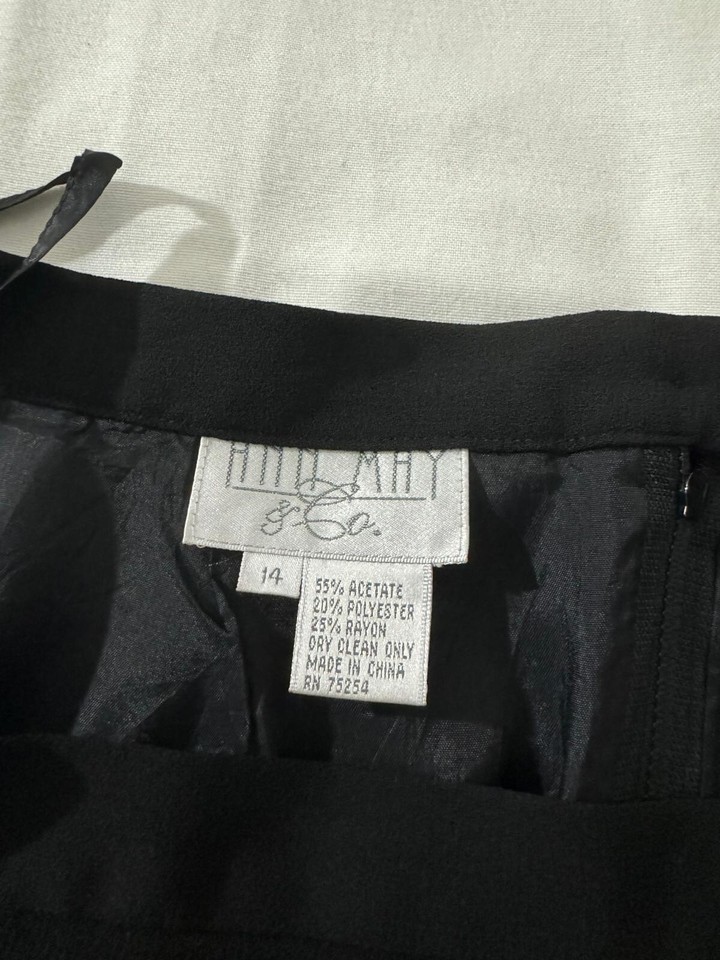 ANN MAY
& Co.
14
55% ACETATE
20% POLYESTER
25% RAYON
DRY CLEAN ONLY
MADE IN CHINA
RN 75254